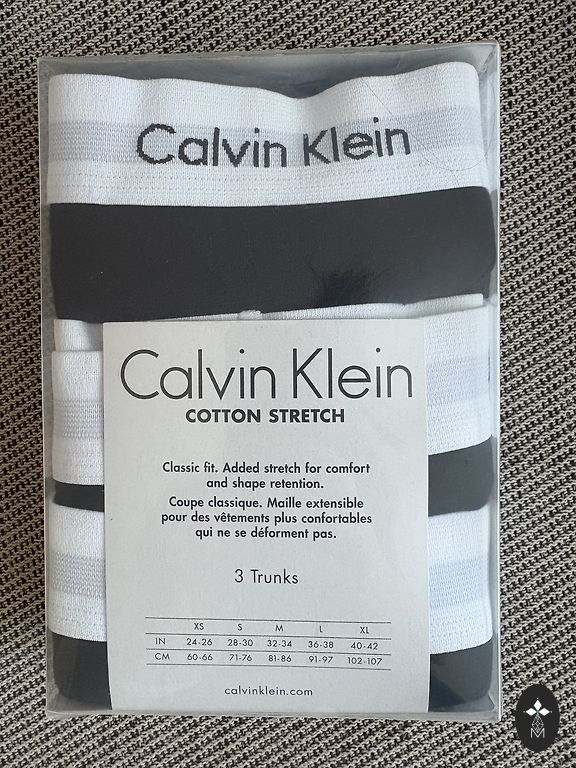 Calvin Klein
Calvin Klein
COTTON STRETCH
Classic fit. Added stretch for comfort
and shape retention.
Coupe classique. Maille extensible
pour des vêtements plus confortables
qui ne se déforment pas.
3 Trunks
XS S M L XL
IN 24-26 28-30 32-34 36-38 40-42
CM 60-66 71-76 81-86 91-97 102-107
calvinklein.com
M